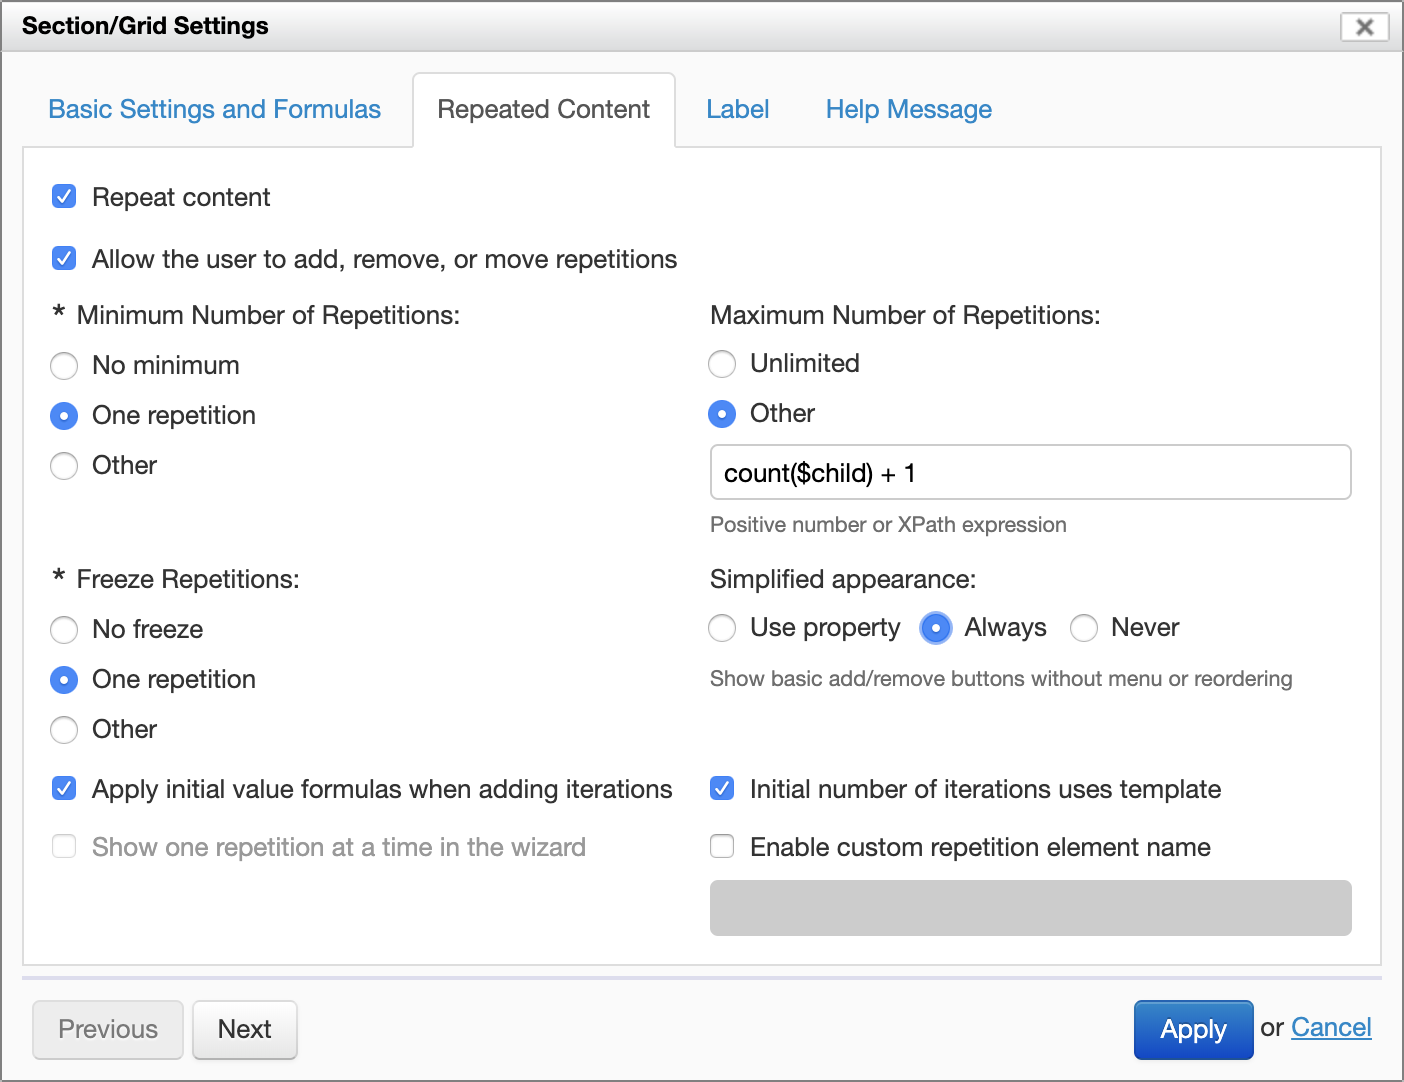 Section/Grid Settings
Basic Settings and Formulas
Repeated Content
Label
Help Message
Repeat content
Allow the user to add, remove, or move repetitions
* Minimum Number of Repetitions:
No minimum
One repetition
Other
Maximum Number of Repetitions:
Unlimited
Other
count($child) + 1
Positive number or XPath expression
* Freeze Repetitions:
No freeze
One repetition
Other
Simplified appearance:
Use property Always Never
Show basic add/remove buttons without menu or reordering
Apply initial value formulas when adding iterations
Initial number of iterations uses template
Show one repetition at a time in the wizard
Enable custom repetition element name
Previous
Next
Apply or Cancel